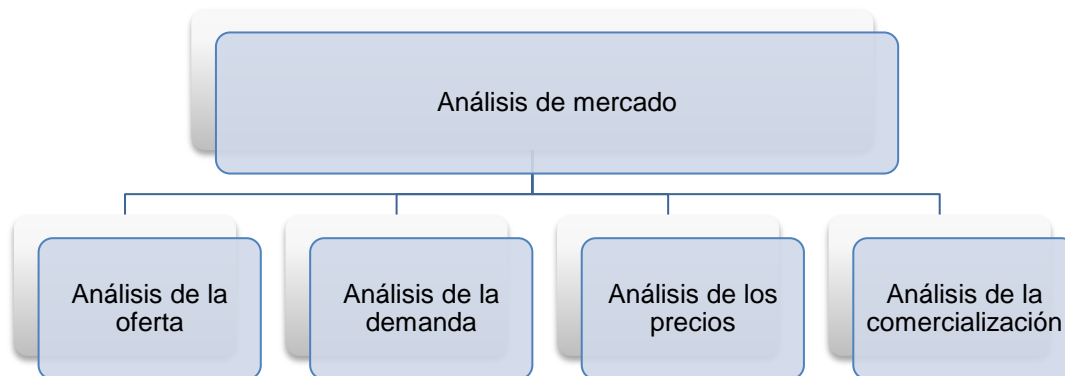 Análisis de mercado
Análisis de la
oferta
Análisis de la
demanda
Análisis de los
precios
Análisis de la
comercialización